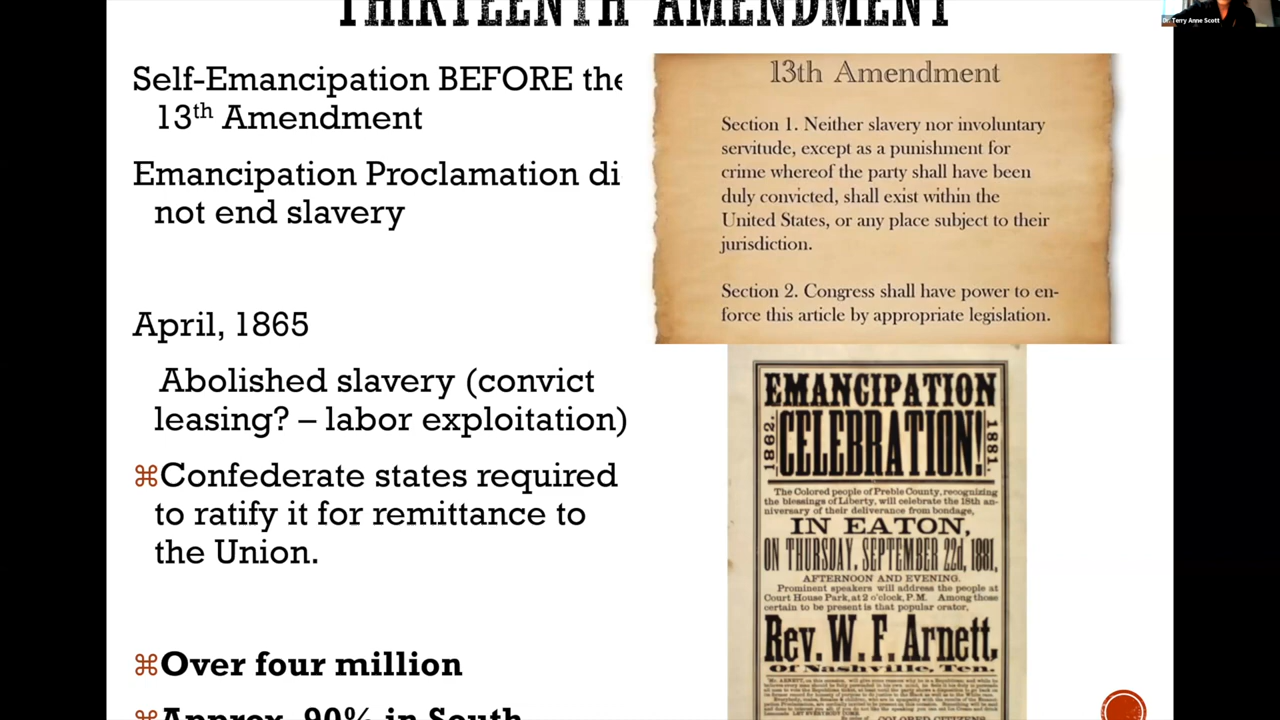 THIRTEENTH AMENDMENT
Dr. Terry Anne Scott
Self-Emancipation BEFORE the
13th Amendment
Emancipation Proclamation di
not end slavery
April, 1865
Abolished slavery (convict
leasing? – labor exploitation)
⌘Confederate states required
to ratify it for remittance to
the Union.
⌘Over four million
⌘Approx. 90% in South
13th Amendment
Section 1. Neither slavery nor involuntary
servitude, except as a punishment for
crime whereof the party shall have been
duly convicted, shall exist within the
United States, or any place subject to their
jurisdiction.
Section 2. Congress shall have power to en-
force this article by appropriate legislation.
EMANCIPATION
1862. CELEBRATION! 1881.
The Colored people of Preble County, recognizing
the blessings of Liberty, will celebrate the 18th an-
niversary of their deliverance from bondage,
IN EATON,
ON THURSDAY, SEPTEMBER 22d, 1881,
AFTERNOON AND EVENING.
Prominent speakers will address the people at
Court House Park, at 2 o'clock, P.M. Among those
certain to be present is that popular orator,
Rev. W. F. Arnett,
Of Nashville, Ten.